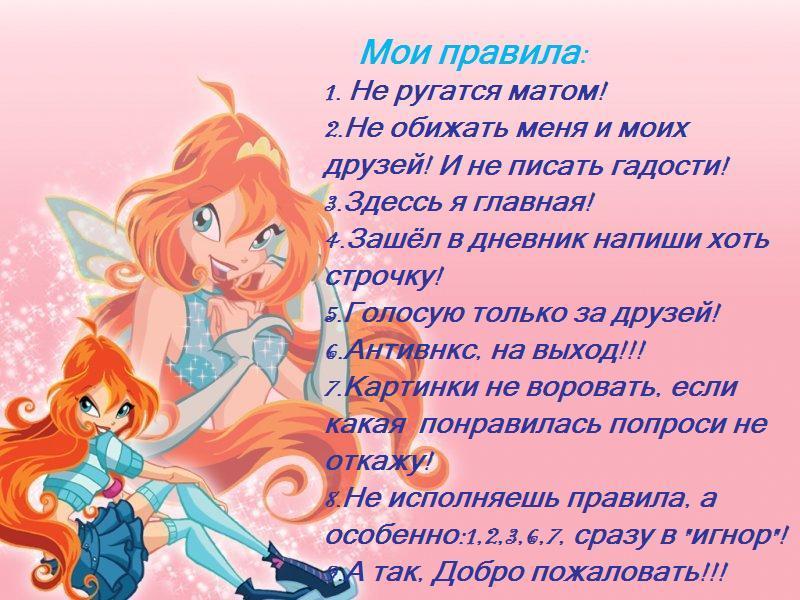 Мои правила:
1. Не ругатся матом!
2.Не обижать меня и моих
друзей! И не писать гадости!
3.Здессь я главная!
4.Зашёл в дневник напиши хоть
строчку!
5.Голосую только за друзей!
6.Антивнкс, на выход!!!
7.Картинки не воровать, если
какая понравилась попроси не
откажу!
8.Не исполняешь правила, а
особенно:1,2,3,6,7, сразу в "игнор"!
9.А так, Добро пожаловать!!!